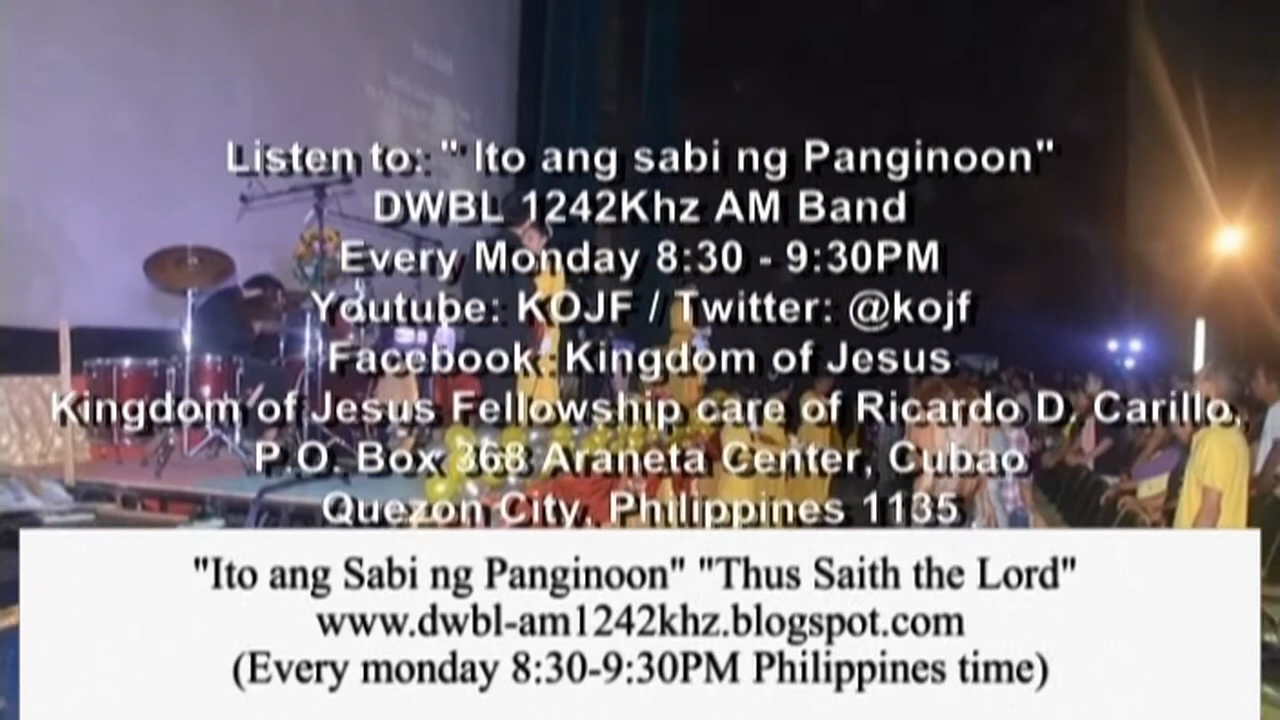 Listen to: " Ito ang sabi ng Panginoon"
DWBL 1242Khz AM Band
Every Monday 8:30 - 9:30PM
Youtube: KOJF / Twitter: @kojf
Facebook: Kingdom of Jesus
Kingdom of Jesus Fellowship care of Ricardo D. Carillo,
P.O. Box 368 Araneta Center, Cubao
Quezon City, Philippines 1135
"Ito ang Sabi ng Panginoon" "Thus Saith the Lord"
www.dwbl-am1242khz.blogspot.com
(Every monday 8:30-9:30PM Philippines time)